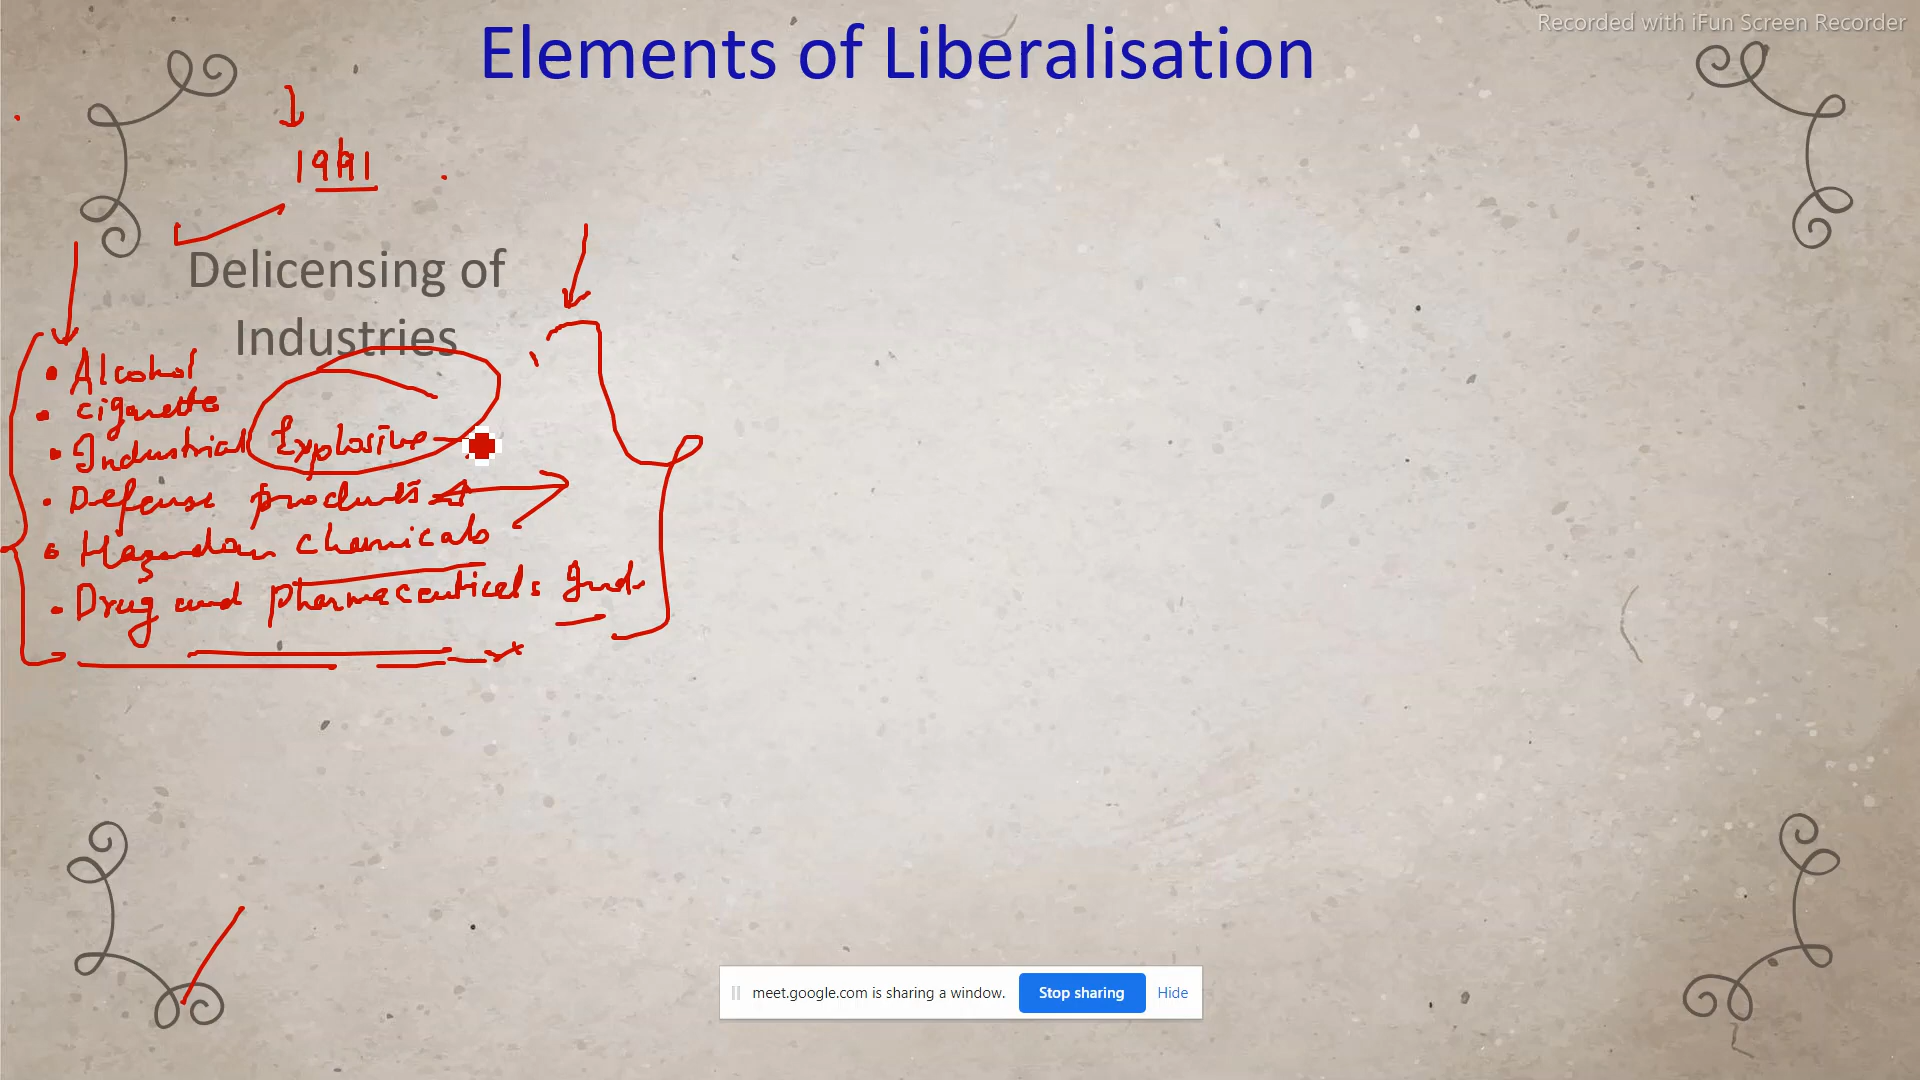 Recorded with iFun Screen Recorder
Elements of Liberalisation
1991
Delicensing of
Industries
• Alcohol
• cigarette
• Industrial Explosive
• Defense products
• Hazardous chemicals
• Drug and pharmaceuticals Ind.
meet.google.com is sharing a window. Stop sharing Hide